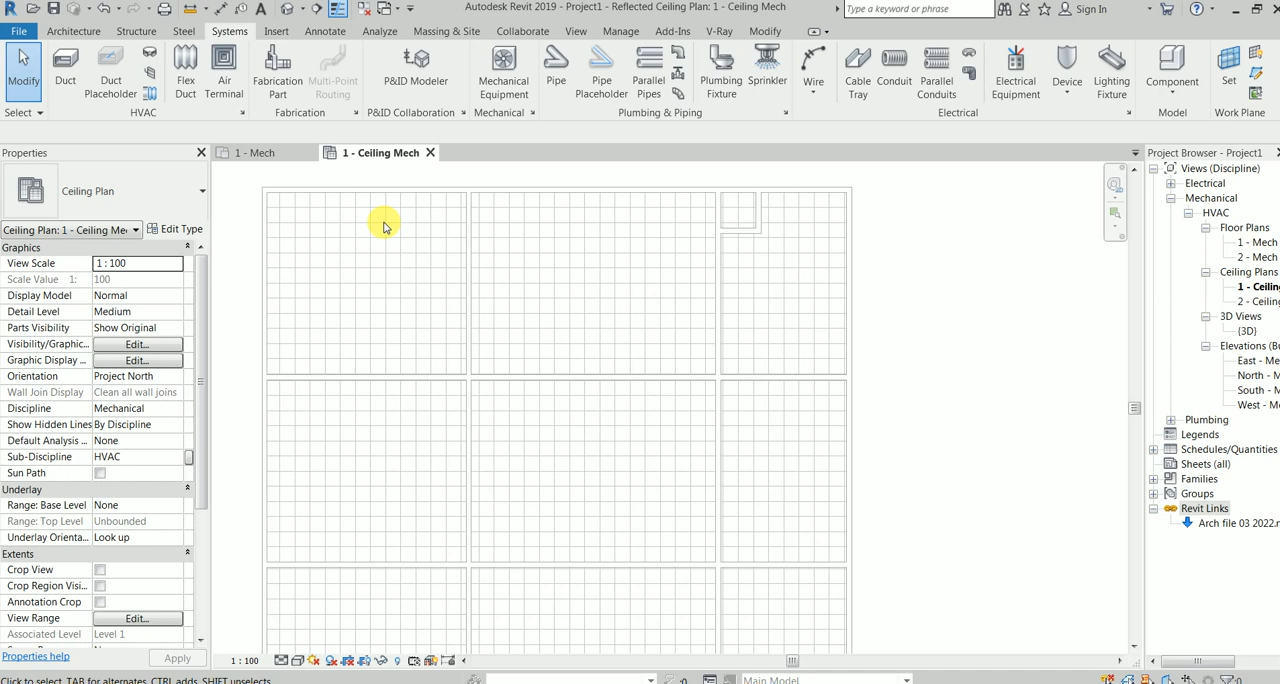 Autodesk Revit 2019 - Project1 - Reflected Ceiling Plan: 1 - Ceiling Mech
Type a keyword or phrase
Sign In
File Architecture Structure Steel Systems Insert Annotate Analyze Massing & Site Collaborate View Manage Add-Ins V-Ray Modify
Modify
Duct
Duct Placeholder
Flex Duct
Air Terminal
Fabrication Part
Multi-Point Routing
P&ID Modeler
Mechanical Equipment
Pipe
Pipe Placeholder
Parallel Pipes
Plumbing Fixture
Sprinkler
Wire
Cable Tray
Conduit
Parallel Conduits
Electrical Equipment
Device
Lighting Fixture
Component
Set
Select HVAC Fabrication P&ID Collaboration Mechanical Plumbing & Piping Electrical Model Work Plane
Properties
1 - Mech
1 - Ceiling Mech
Project Browser - Project1
Ceiling Plan
Ceiling Plan: 1 - Ceiling Me
Edit Type
Graphics
View Scale 1 : 100
Scale Value 1: 100
Display Model Normal
Detail Level Medium
Parts Visibility Show Original
Visibility/Graphic... Edit...
Graphic Display ... Edit...
Orientation Project North
Wall Join Display Clean all wall joins
Discipline Mechanical
Show Hidden Lines By Discipline
Default Analysis ... None
Sub-Discipline HVAC
Sun Path
Underlay
Range: Base Level None
Range: Top Level Unbounded
Underlay Orienta... Look up
Extents
Crop View
Crop Region Visi...
Annotation Crop
View Range Edit...
Associated Level Level 1
Properties help
Apply
Views (Discipline)
Electrical
Mechanical
HVAC
Floor Plans
1 - Mech
2 - Mech
Ceiling Plans
1 - Ceilin
2 - Ceilin
3D Views
{3D}
Elevations (Bu
East - Me
North - M
South - M
West - Me
Plumbing
Legends
Schedules/Quantities
Sheets (all)
Families
Groups
Revit Links
Arch file 03 2022.r
1 : 100
Click to select, TAB for alternates, CTRL adds, SHIFT unselects.
:0
Main Model
:0